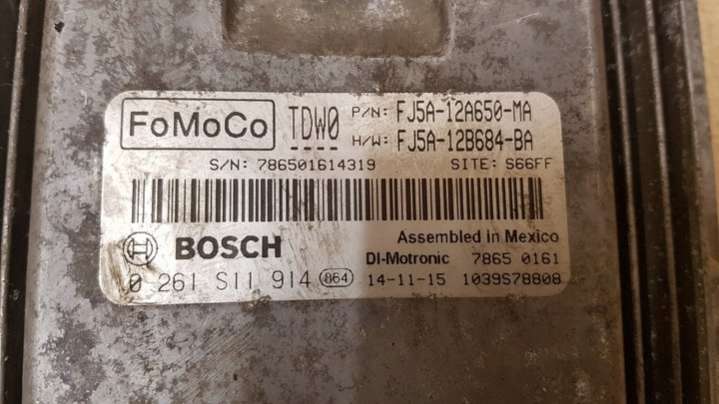 FoMoCo TDW0 P/N: FJ5A-12A650-MA
H/W: FJ5A-12B684-BA
S/N: 786501614319 SITE: S66FF
BOSCH Assembled in Mexico
DI-Motronic 7865 0161
0 261 S11 914 864 14-11-15 1039S78808